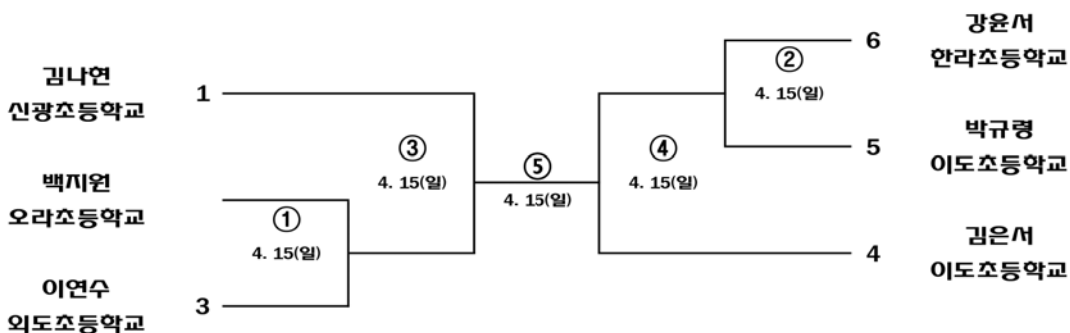 김나현
신광초등학교
1
백지원
오라초등학교
이연수
외도초등학교
3
①
4. 15(일)
③
4. 15(일)
⑤
4. 15(일)
④
4. 15(일)
②
4. 15(일)
6
강윤서
한라초등학교
5
박규령
이도초등학교
4
김은서
이도초등학교